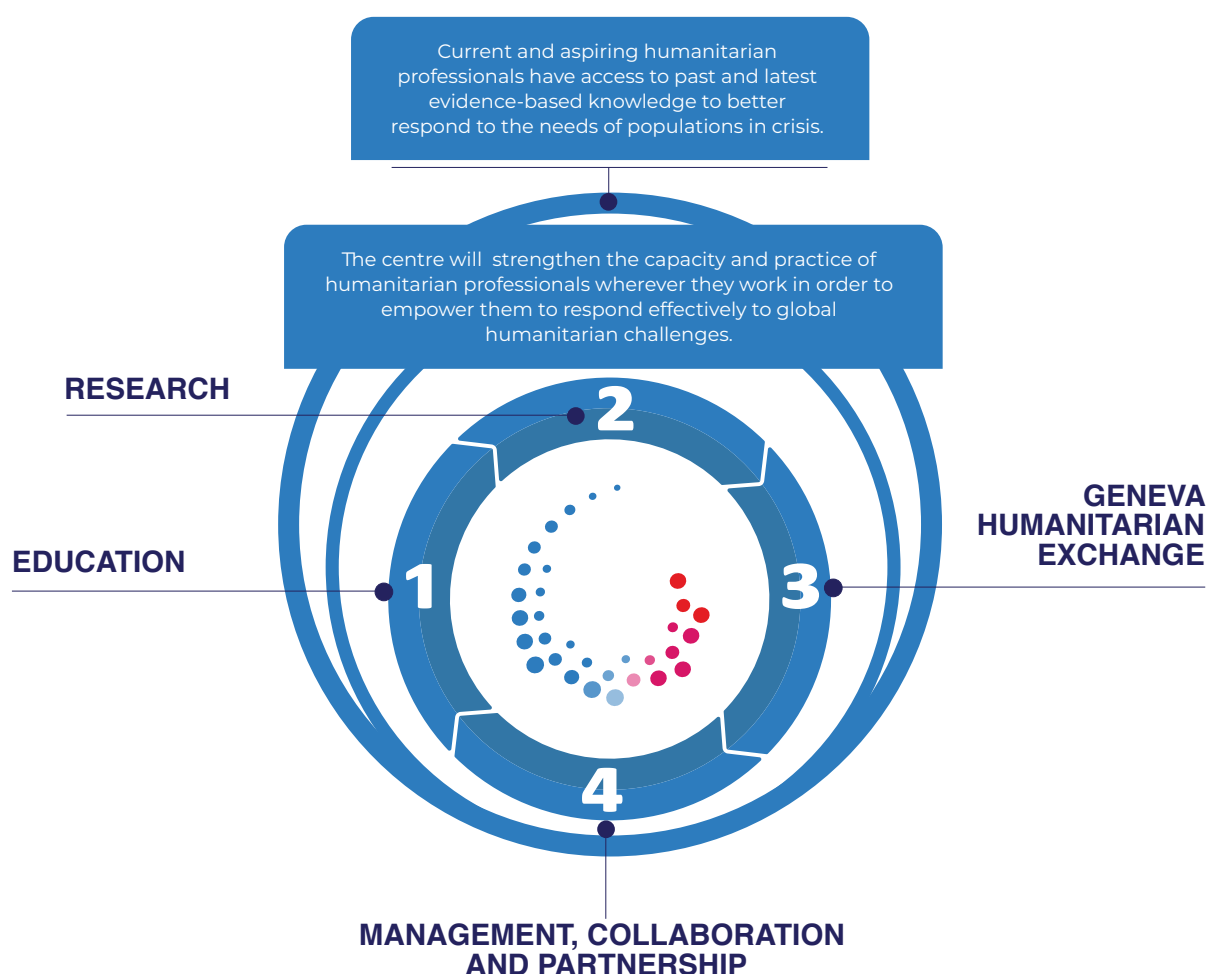 Current and aspiring humanitarian
professionals have access to past and latest
evidence-based knowledge to better
respond to the needs of populations in crisis.
The centre will strengthen the capacity and practice of
humanitarian professionals wherever they work in order to
empower them to respond effectively to global
humanitarian challenges.
RESEARCH
2
GENEVA
HUMANITARIAN
EXCHANGE
EDUCATION
1
3
4
MANAGEMENT, COLLABORATION
AND PARTNERSHIP